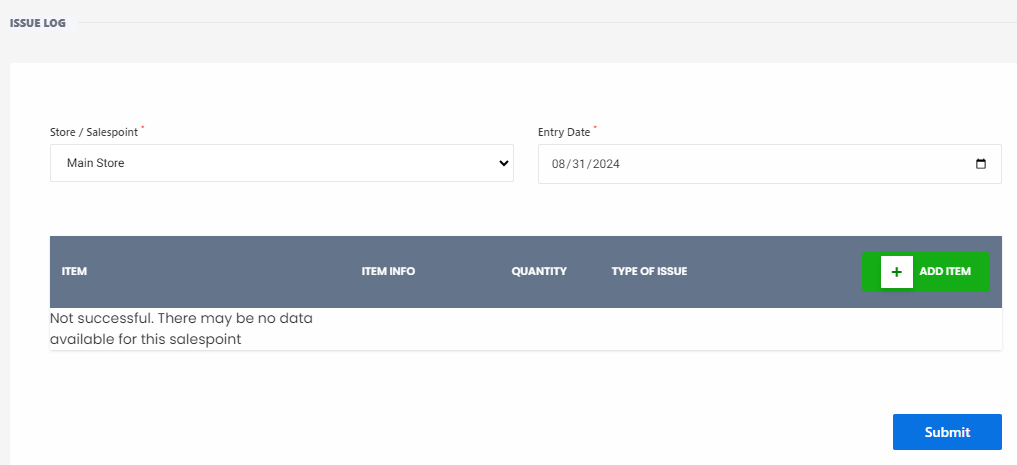 ISSUE LOG
Store / Salespoint *
Entry Date *
Main Store
08/31/2024
ITEM
ITEM INFO
QUANTITY
TYPE OF ISSUE
+ ADD ITEM
Not successful. There may be no data
available for this salespoint
Submit